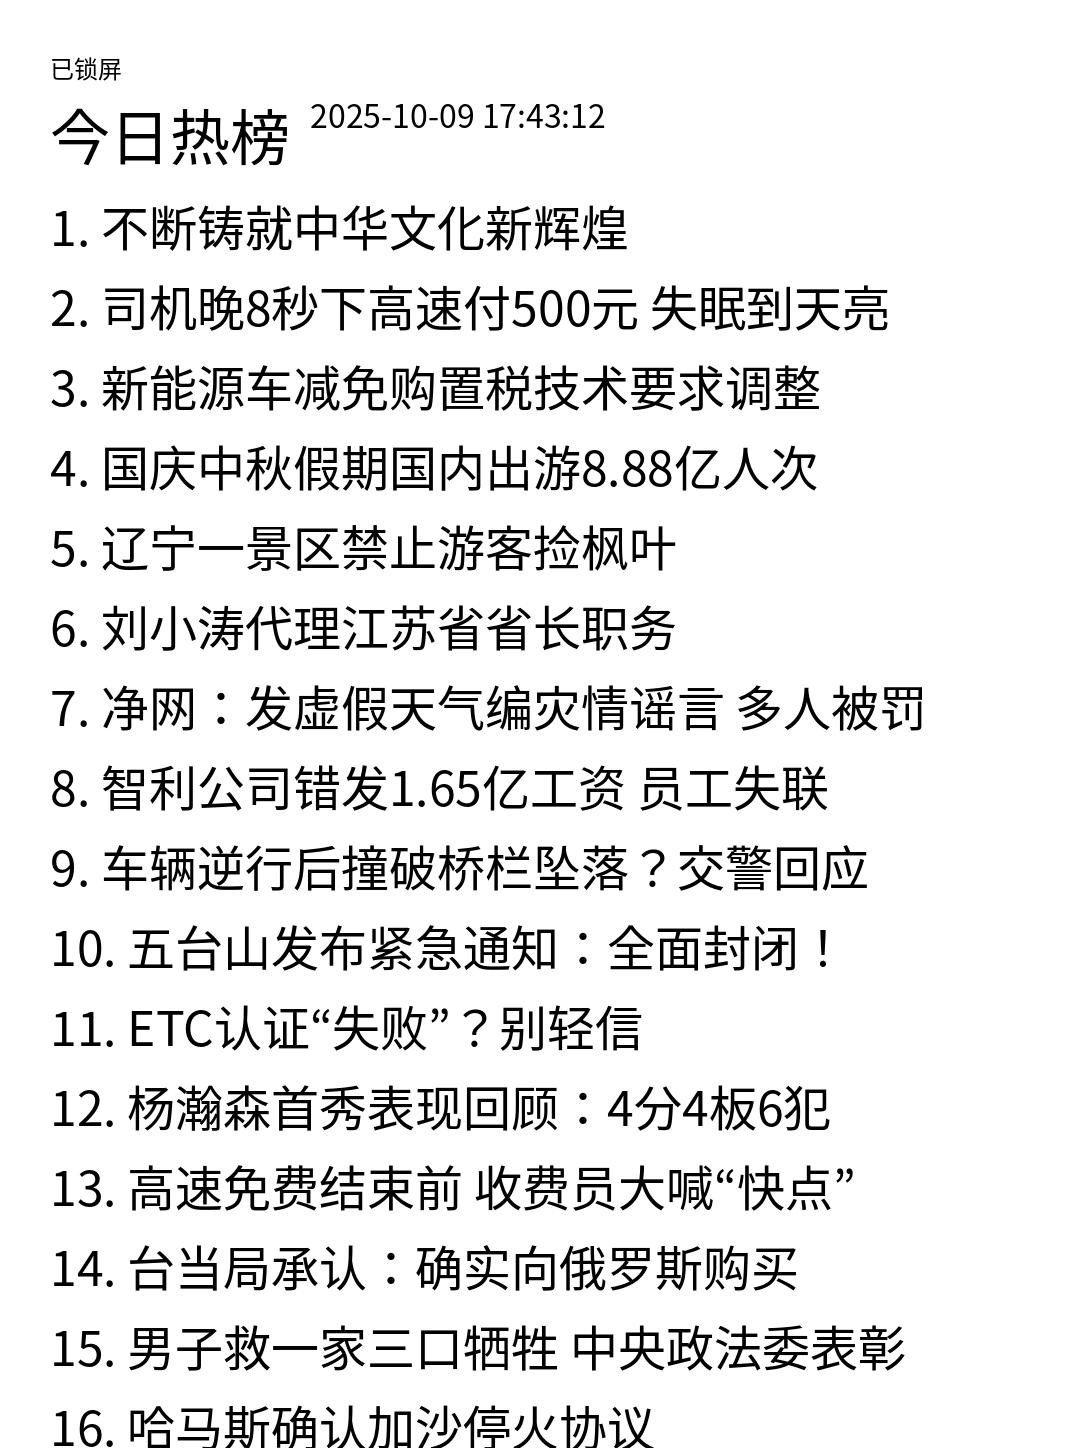 已锁屏
今日热榜 2025-10-09 17:43:12
1. 不断铸就中华文化新辉煌
2. 司机晚8秒下高速付500元 失眠到天亮
3. 新能源车减免购置税技术要求调整
4. 国庆中秋假期国内出游8.88亿人次
5. 辽宁一景区禁止游客捡枫叶
6. 刘小涛代理江苏省省长职务
7. 净网：发虚假天气编灾情谣言 多人被罚
8. 智利公司错发1.65亿工资 员工失联
9. 车辆逆行后撞破桥栏坠落？交警回应
10. 五台山发布紧急通知：全面封闭！
11. ETC认证“失败”？别轻信
12. 杨瀚森首秀表现回顾：4分4板6犯
13. 高速免费结束前 收费员大喊“快点”
14. 台当局承认：确实向俄罗斯购买
15. 男子救一家三口牺牲 中央政法委表彰
16. 哈马斯确认加沙停火协议